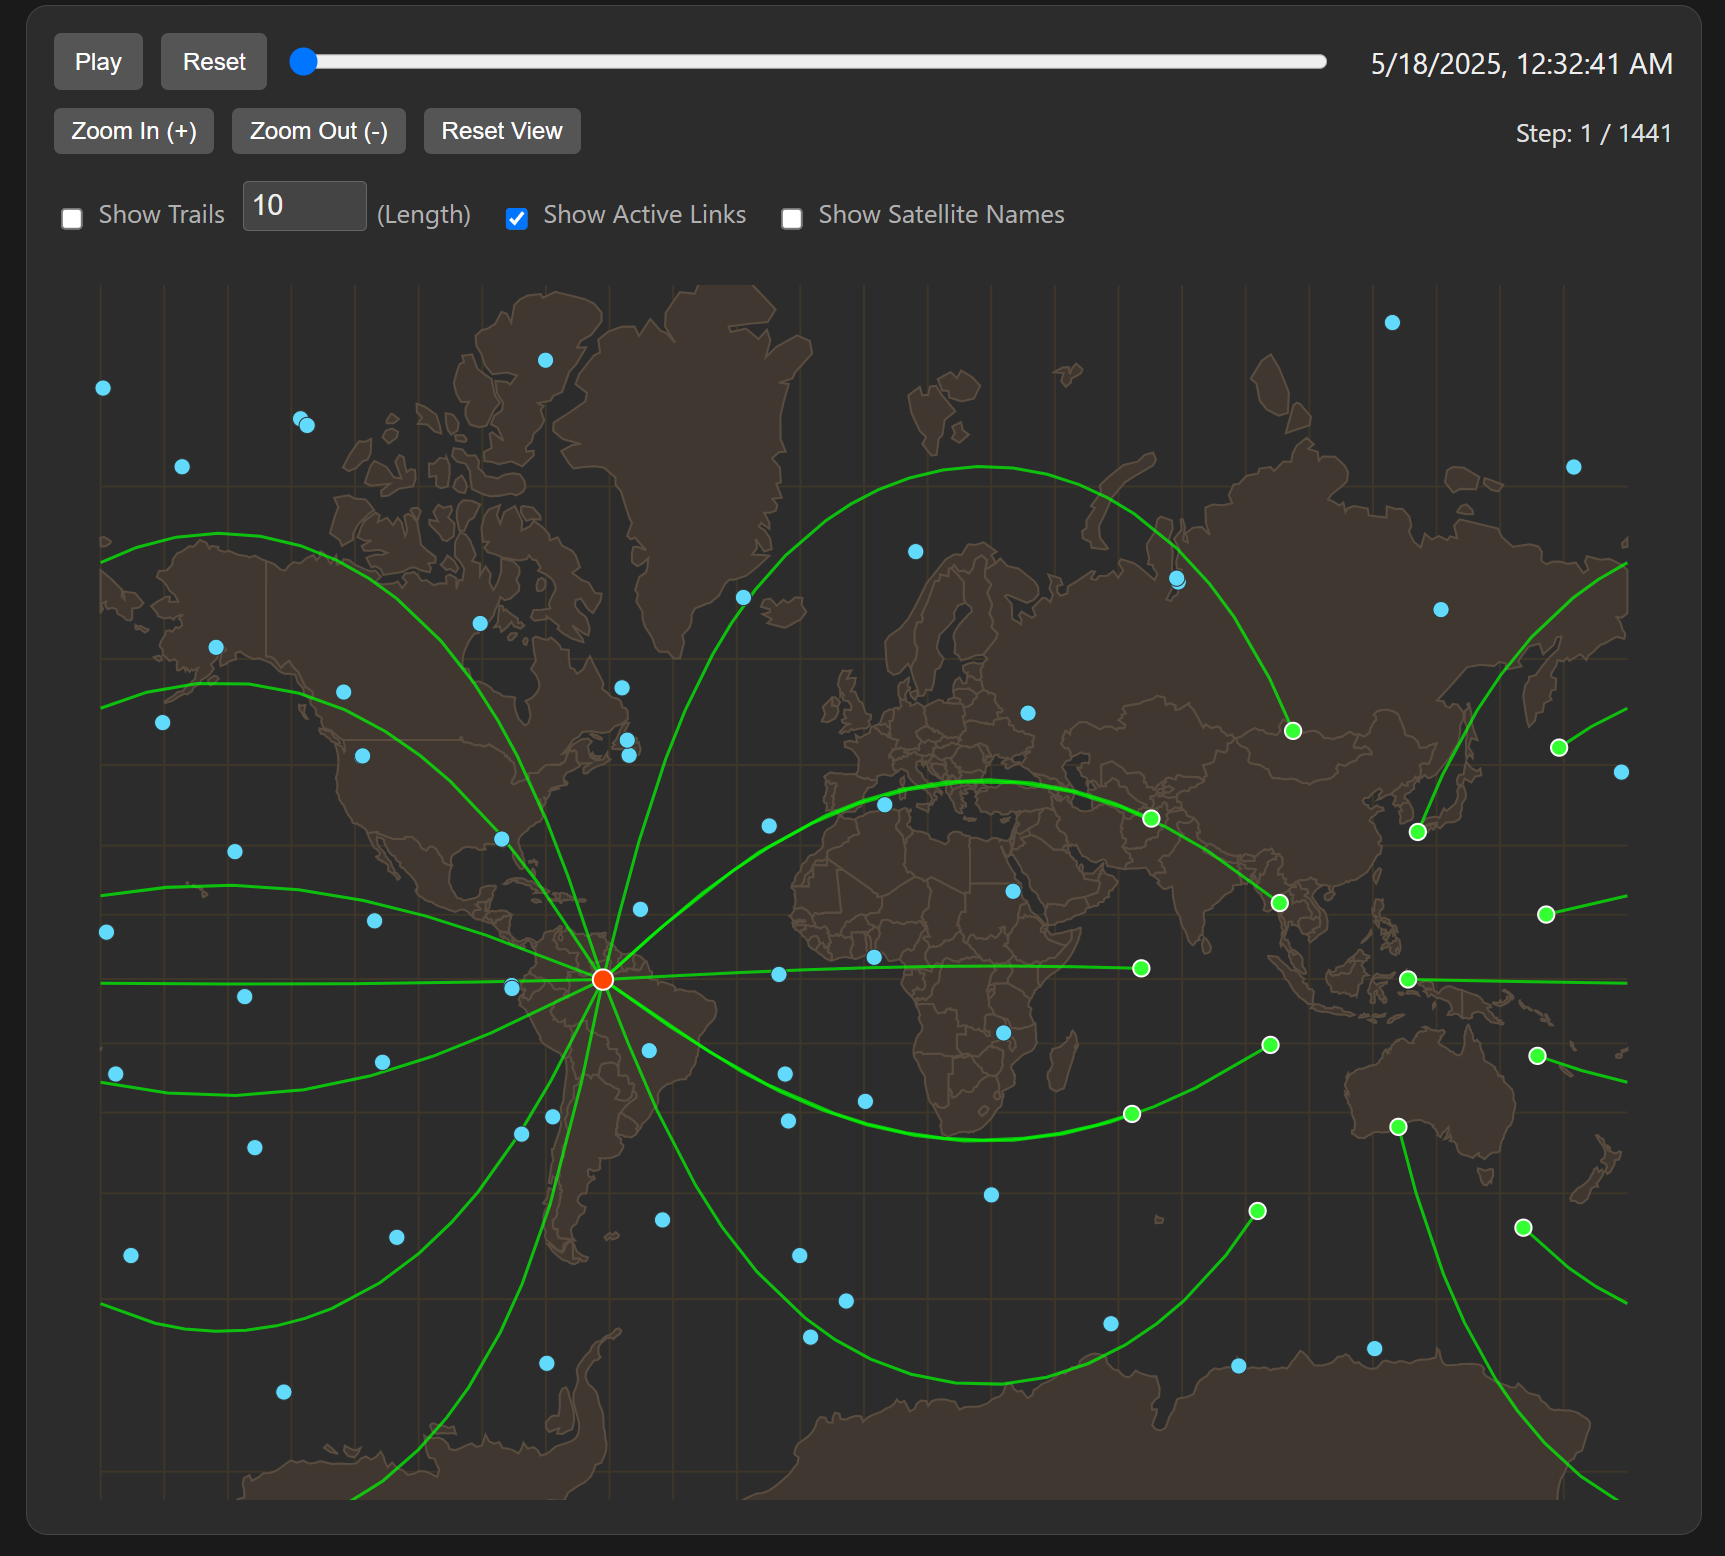 Play Reset 5/18/2025, 12:32:41 AM
Zoom In (+) Zoom Out (-) Reset View Step: 1 / 1441
Show Trails 10 (Length) Show Active Links Show Satellite Names